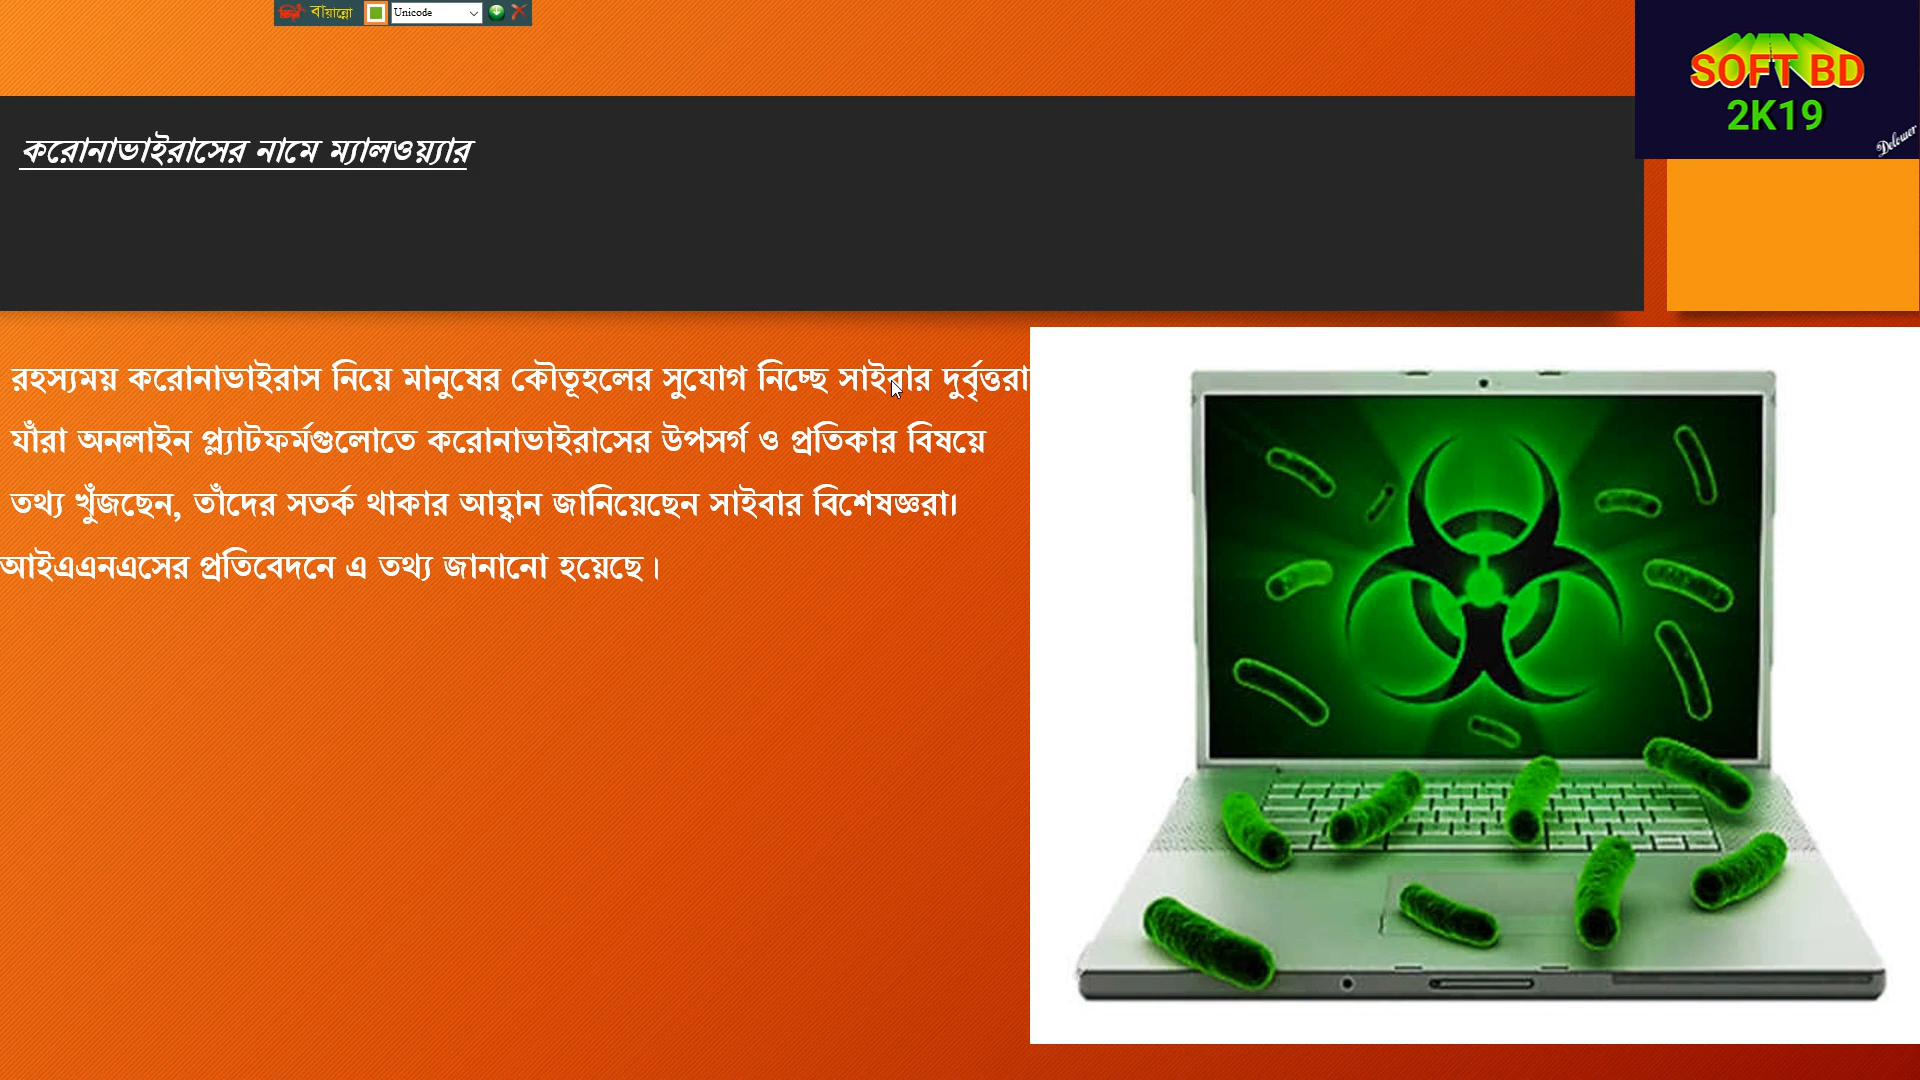 বায়ান্নো
Unicode
SOFT BD
2K19
Delower
করোনাভাইরাসের নামে ম্যালওয়্যার
রহস্যময় করোনাভাইরাস নিয়ে মানুষের কৌতূহলের সুযোগ নিচ্ছে সাইবার দুর্বৃত্তরা
যাঁরা অনলাইন প্ল্যাটফর্মগুলোতে করোনাভাইরাসের উপসর্গ ও প্রতিকার বিষয়ে
তথ্য খুঁজছেন, তাঁদের সতর্ক থাকার আহ্বান জানিয়েছেন সাইবার বিশেষজ্ঞরা।
আইএএনএসের প্রতিবেদনে এ তথ্য জানানো হয়েছে।